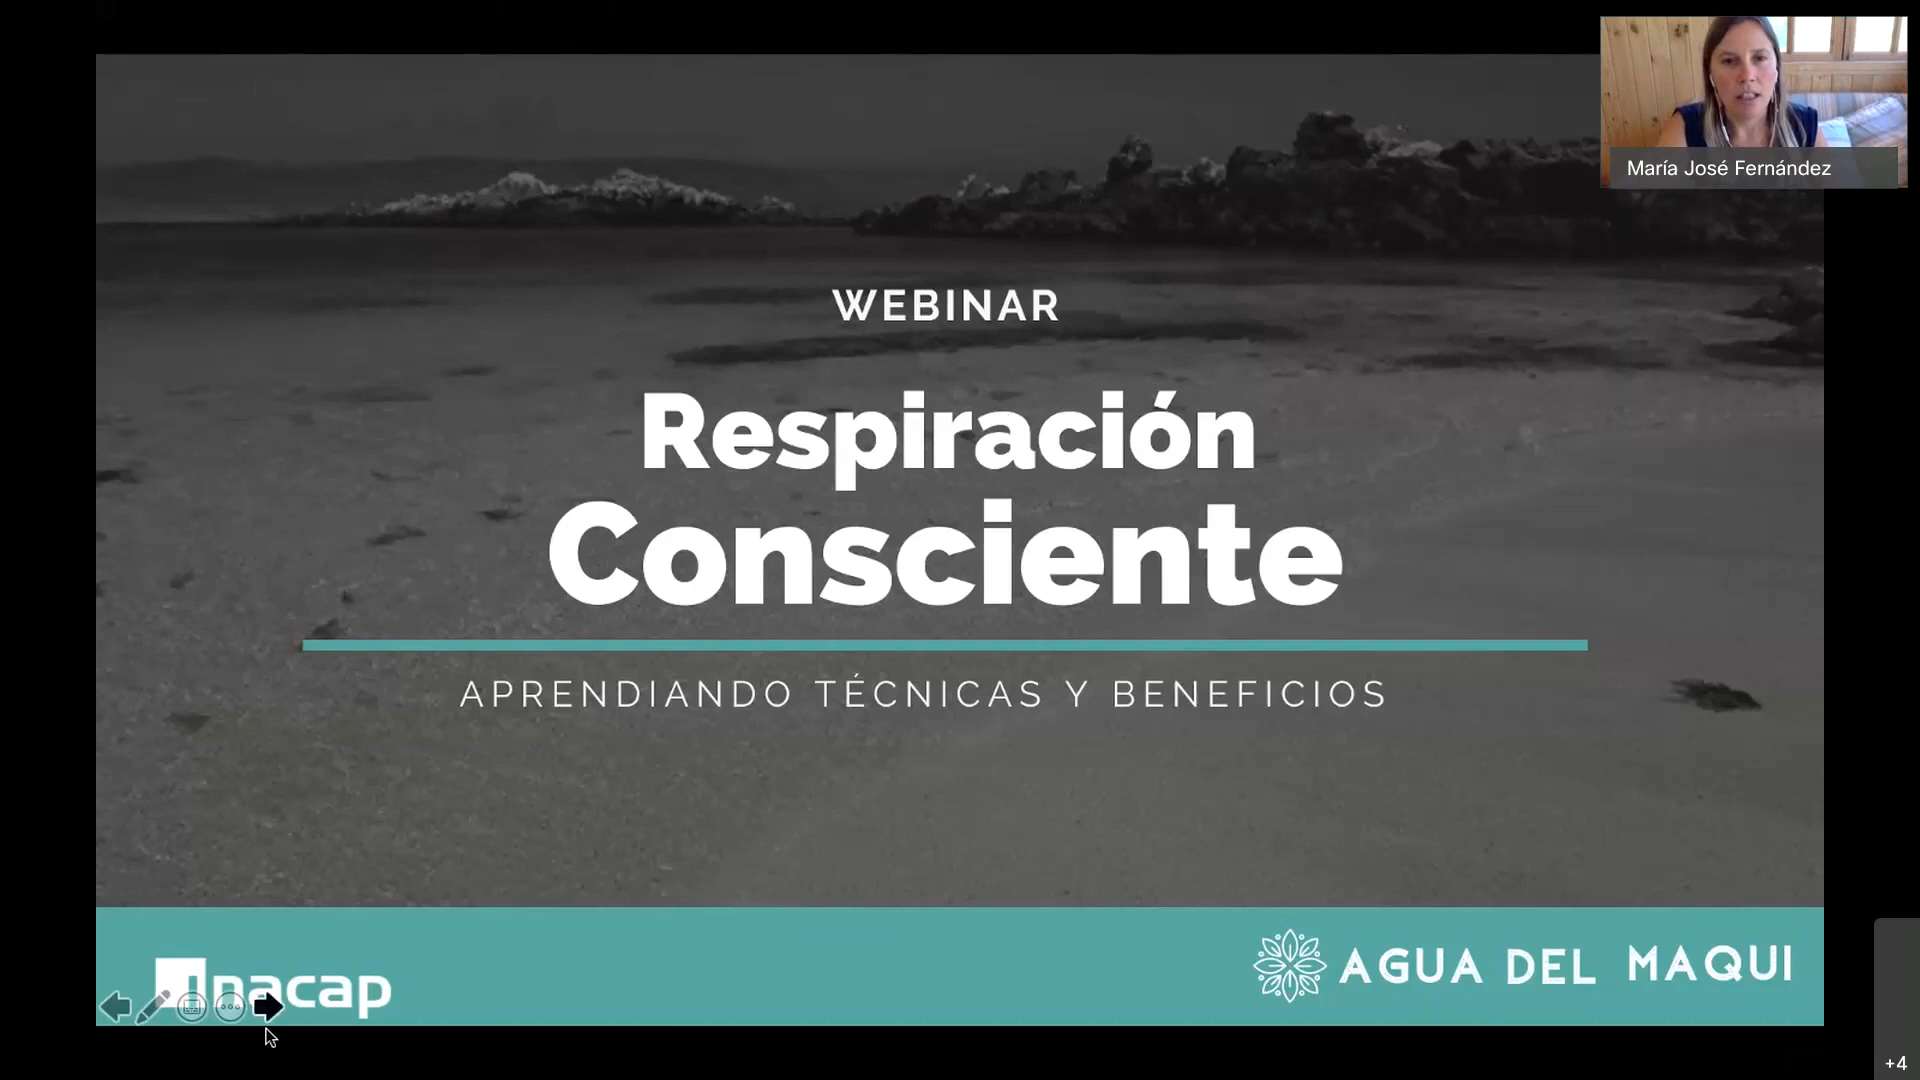 María José Fernández
WEBINAR
Respiración
Consciente
APRENDIANDO TÉCNICAS Y BENEFICIOS
inacap
AGUA DEL MAQUI
+4